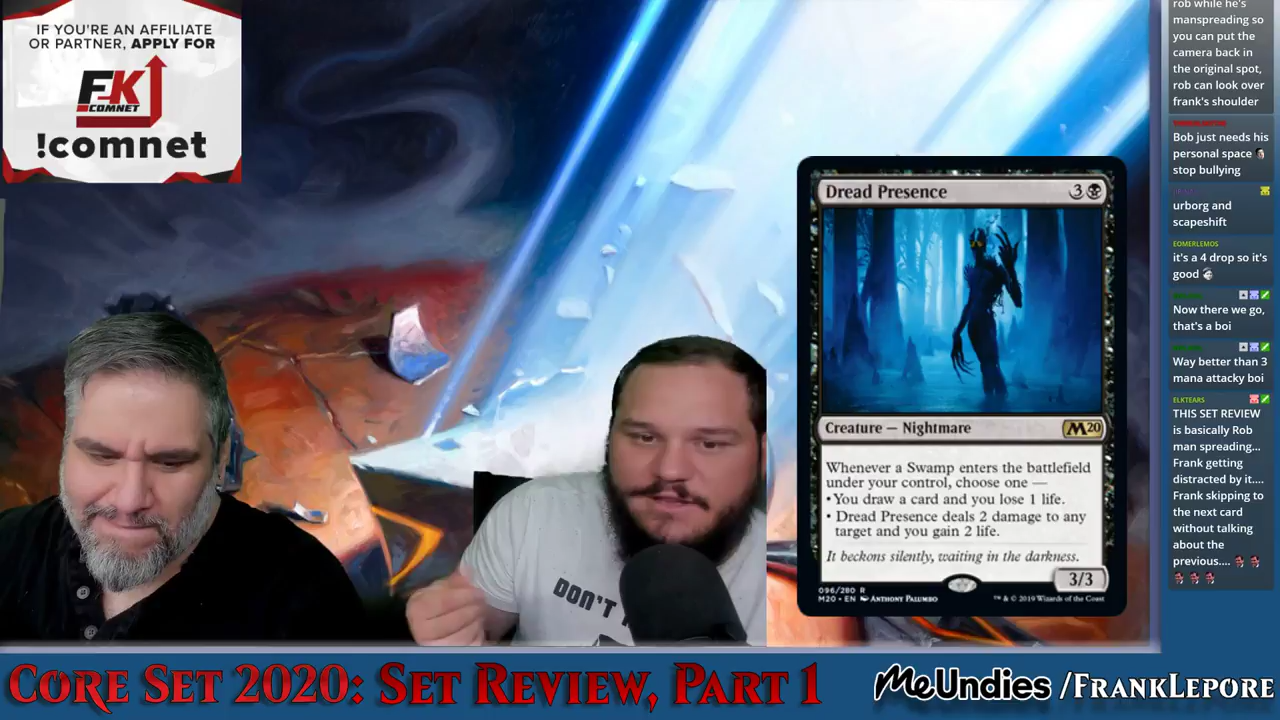 IF YOU'RE AN AFFILIATE
OR PARTNER, APPLY FOR
F2K
COMNET
!comnet
Dread Presence
3
Creature — Nightmare
M20
Whenever a Swamp enters the battlefield
under your control, choose one —
• You draw a card and you lose 1 life.
• Dread Presence deals 2 damage to any
target and you gain 2 life.
It beckons silently, waiting in the darkness.
3/3
096/280 R
M20 • EN ANTHONY PALUMBO
™ & © 2019 Wizards of the Coast
DON'T
rob while he's
manspreading so
you can put the
camera back in
the original spot,
rob can look over
frank's shoulder
Bob just needs his
personal space
stop bullying
urborg and
scapeshift
EOMERLEMOS
it's a 4 drop so it's
good
Now there we go,
that's a boi
Way better than 3
mana attacky boi
ELKTEARS
THIS SET REVIEW
is basically Rob
man spreading...
Frank getting
distracted by it....
Frank skipping to
the next card
without talking
about the
previous....
Core Set 2020: Set Review, Part 1
MeUndies /FrankLepore